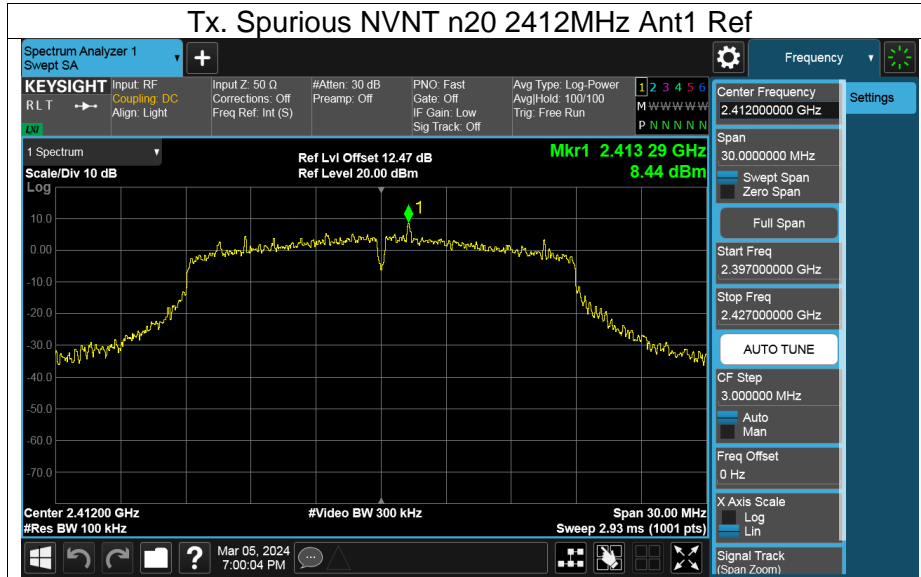 Tx. Spurious NVNT n20 2412MHz Ant1 Ref
Spectrum Analyzer 1
Swept SA
+
Frequency
KEYSIGHT
RLT
LXI
Input: RF
Coupling: DC
Align: Light
Input Z: 50 Ω
Corrections: Off
Freq Ref: Int (S)
#Atten: 30 dB
Preamp: Off
PNO: Fast
Gate: Off
IF Gain: Low
Sig Track: Off
Avg Type: Log-Power
Avg|Hold: 100/100
Trig: Free Run
1 2 3 4 5 6
M W W W W W
P N N N N N
1 Spectrum
Scale/Div 10 dB
Ref Lvl Offset 12.47 dB
Ref Level 20.00 dBm
Mkr1 2.413 29 GHz
8.44 dBm
Log
10.0
0.00
-10.0
-20.0
-30.0
-40.0
-50.0
-60.0
-70.0
1
Center 2.41200 GHz
#Res BW 100 kHz
#Video BW 300 kHz
Span 30.00 MHz
Sweep 2.93 ms (1001 pts)
Center Frequency
2.412000000 GHz
Settings
Span
30.0000000 MHz
Swept Span
Zero Span
Full Span
Start Freq
2.397000000 GHz
Stop Freq
2.427000000 GHz
AUTO TUNE
CF Step
3.000000 MHz
Auto
Man
Freq Offset
0 Hz
X Axis Scale
Log
Lin
Signal Track
(Span Zoom)
?
Mar 05, 2024
7:00:04 PM